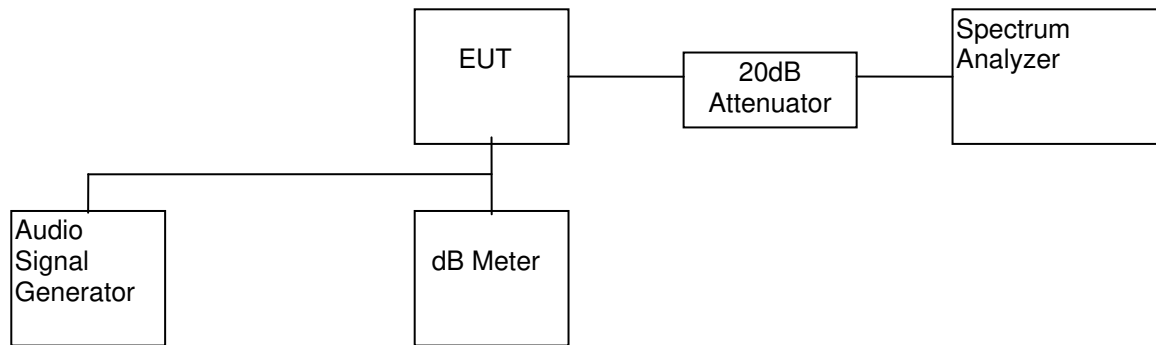 EUT
20dB
Attenuator
Spectrum
Analyzer
Audio
Signal
Generator
dB Meter